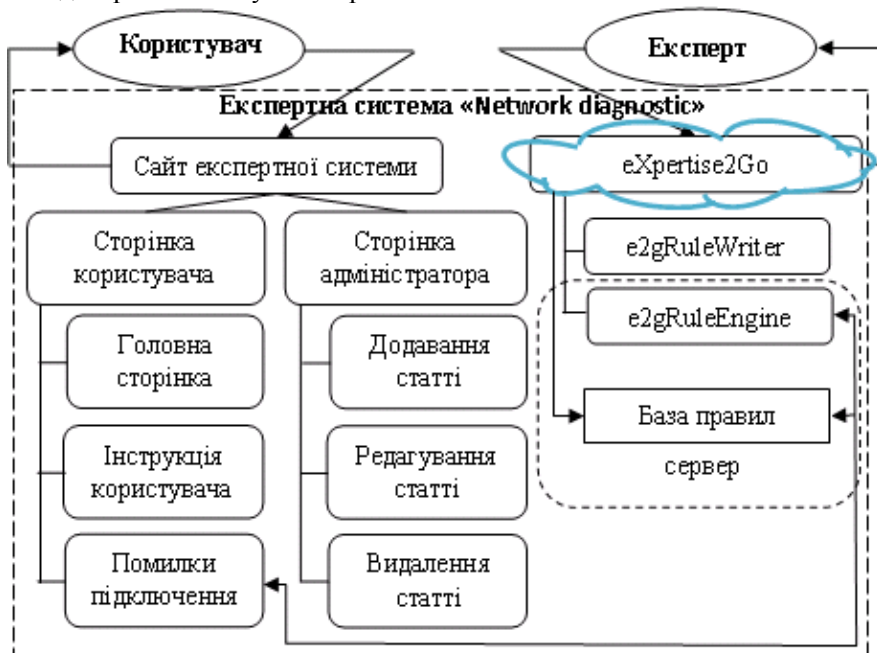 Користувач
Експерт
Експертна система «Network diagnostic»
Сайт експертної системи
eXpertise2Go
Сторінка
користувача
Сторінка
адміністратора
e2gRuleWriter
e2gRuleEngine
Головна
сторінка
Додавання
статті
База правил
сервер
Інструкція
користувача
Редагування
статті
Помилки
підключення
Видалення
статті